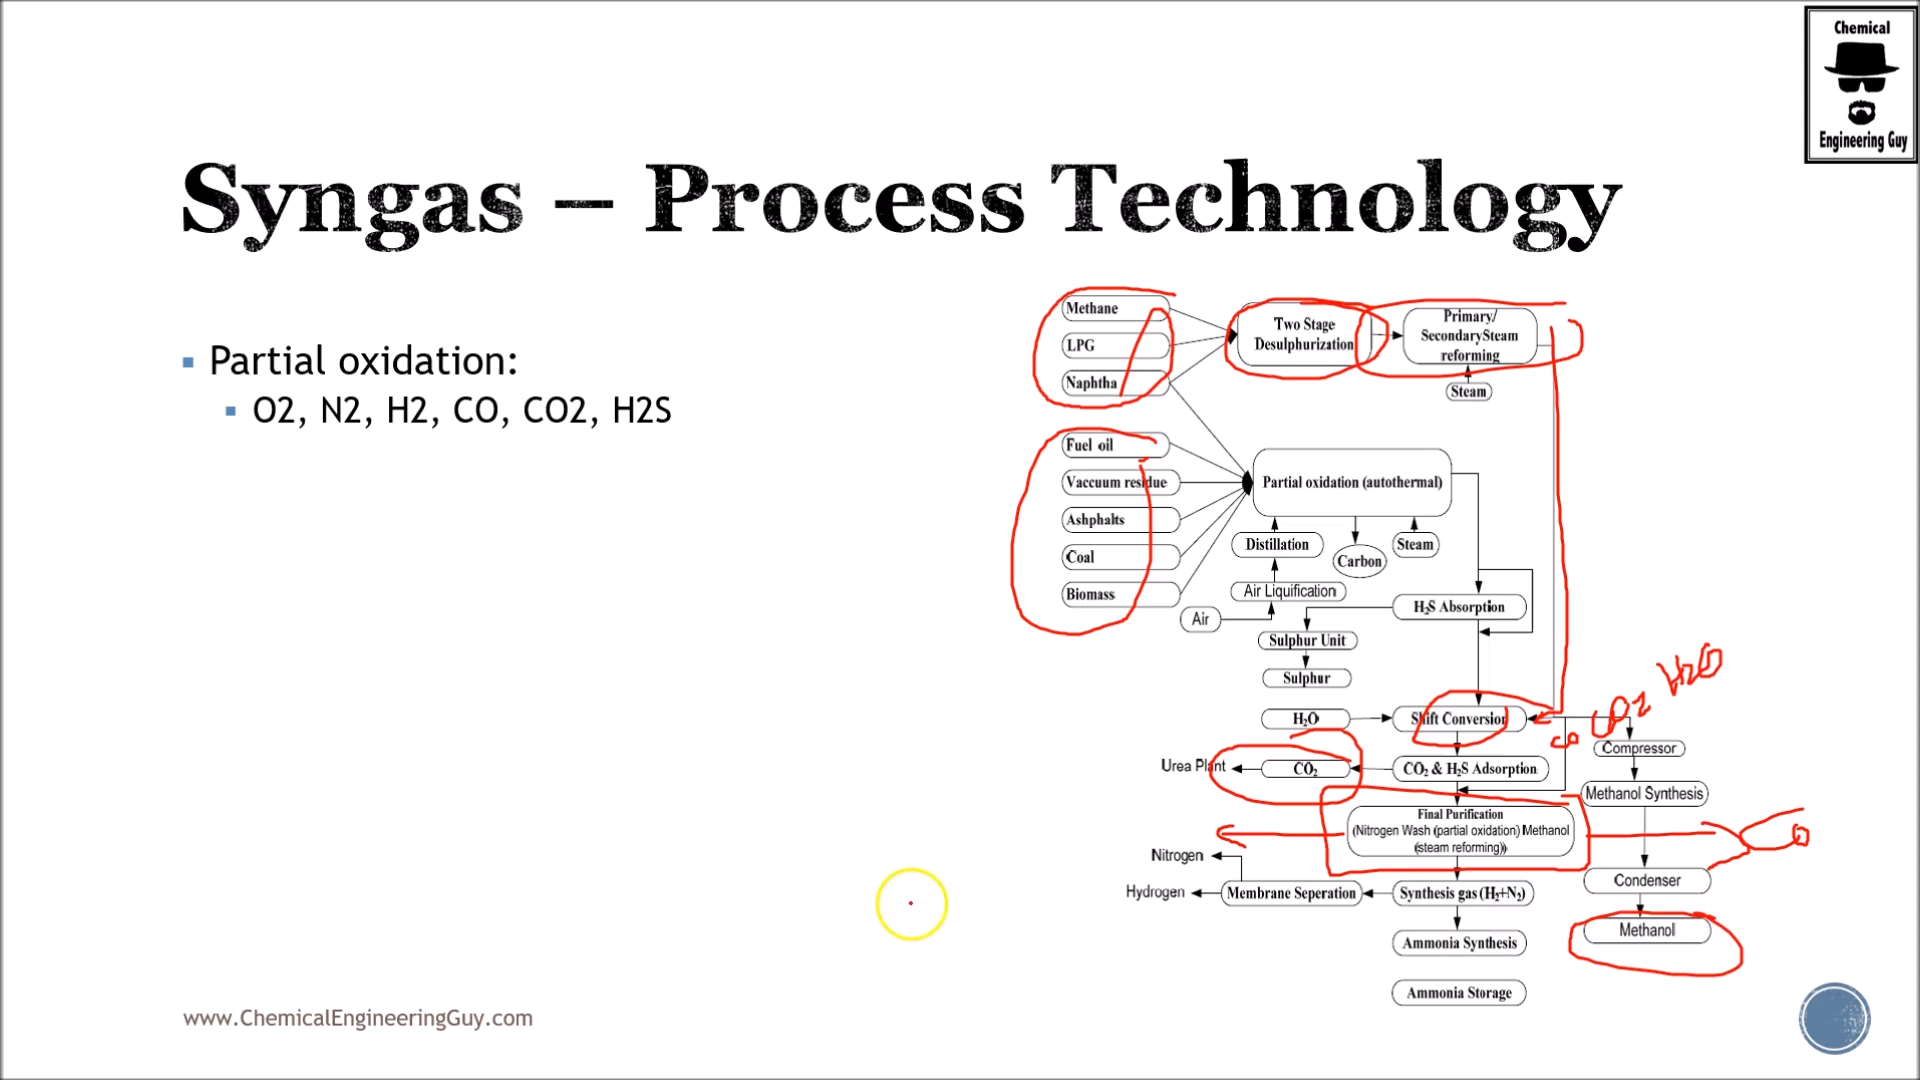 Chemical
Engineering Guy
Syngas – Process Technology
Partial oxidation:
O2, N2, H2, CO, CO2, H2S
Methane
LPG
Naphtha
Two Stage
Desulphurization
Primary/
SecondarySteam
reforming
Steam
Fuel oil
Vaccuum residue
Ashphalts
Coal
Biomass
Partial oxidation (autothermal)
Distillation
Carbon
Steam
Air Liquification
Air
H2S Absorption
Sulphur Unit
Sulphur
H2O
Shift Conversion
CO
CO2
H2O
Compressor
Urea Plant
CO2
CO2 & H2S Adsorption
Methanol Synthesis
Final Purification
(Nitrogen Wash (partial oxidation) Methanol
(steam reforming))
Nitrogen
Hydrogen
Membrane Seperation
Synthesis gas (H2+N2)
Condenser
Ammonia Synthesis
Methanol
Ammonia Storage
www.ChemicalEngineeringGuy.com